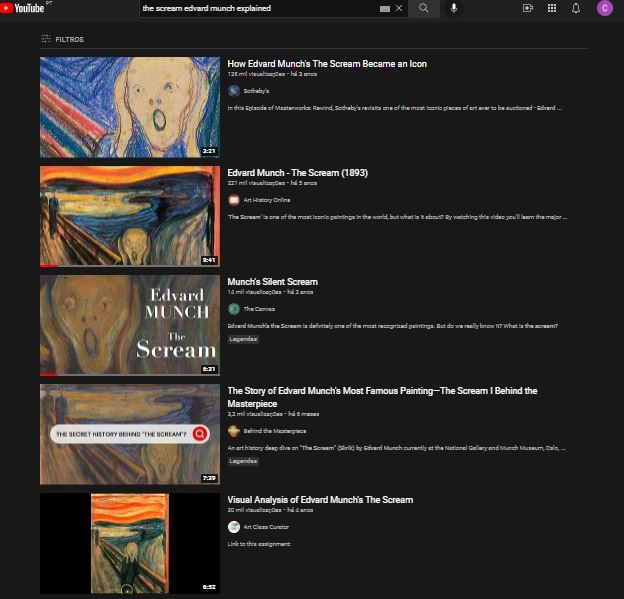 YouTube PT
the scream edvard munch explained
C
FILTROS
How Edvard Munch's The Scream Became an Icon
126 mil visualizações • há 3 anos
Sotheby's
In this Episode of Masterworks: Rewind, Sotheby's revisits one of the most iconic pieces of art ever to be auctioned - Edvard ...
3:21
Edvard Munch - The Scream (1893)
221 mil visualizações • há 5 anos
Art History Online
'The Scream' is one of the most iconic paintings in the world, but what is it about? By watching this video you'll learn the major ...
9:41
Edvard
MUNCH
The
Scream
6:31
Munch's Silent Scream
14 mil visualizações • há 2 anos
The Canvas
Edvard Munch's the Scream is definitely one of the most recognized paintings. But do we really know it? What is the scream?
Legendas
THE SECRET HISTORY BEHIND "THE SCREAM"?
7:39
The Story of Edvard Munch's Most Famous Painting—The Scream I Behind the
Masterpiece
3,2 mil visualizações • há 6 meses
Behind the Masterpiece
An art history deep dive on "The Scream" (Skrik) by Edvard Munch currently at the National Gallery and Munch Museum, Oslo, ...
Legendas
6:52
Visual Analysis of Edvard Munch's The Scream
30 mil visualizações • há 4 anos
Art Class Curator
Link to this assignment: